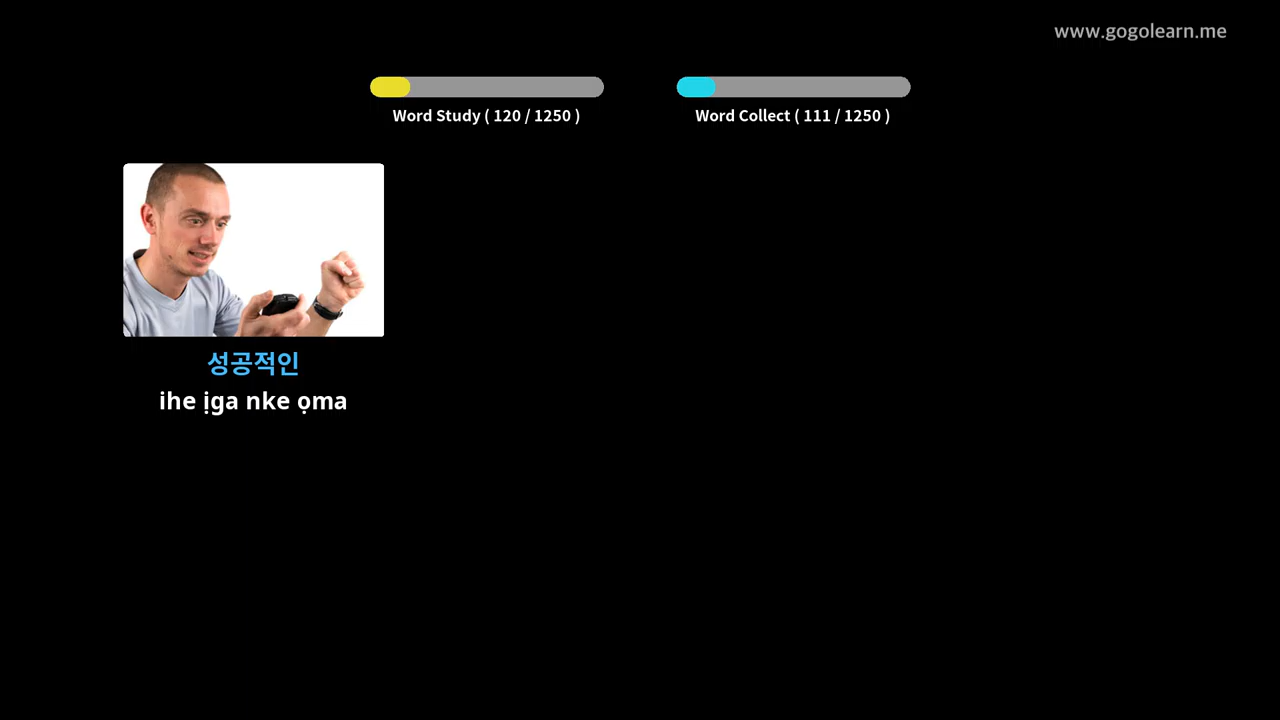 www.gogolearn.me
Word Study ( 120 / 1250 )
Word Collect ( 111 / 1250 )
성공적인
ihe ịga nke ọma